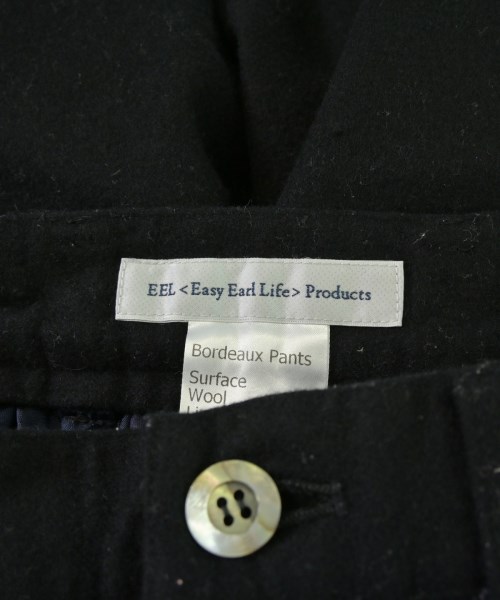 EEL <Easy Earl Life> Products
Bordeaux Pants
Surface
Wool